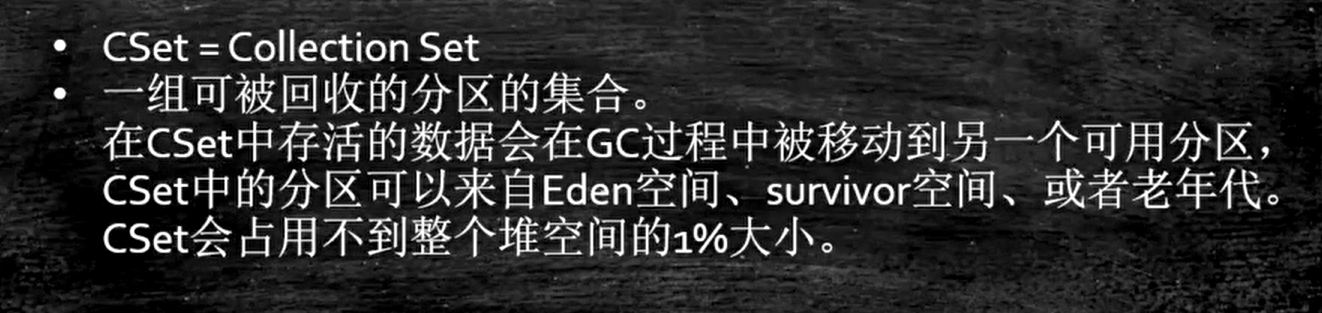 • CSet = Collection Set
• 一组可被回收的分区的集合。
在CSet中存活的数据会在GC过程中被移动到另一个可用分区，
CSet中的分区可以来自Eden空间、survivor空间、或者老年代。
CSet会占用不到整个堆空间的1%大小。